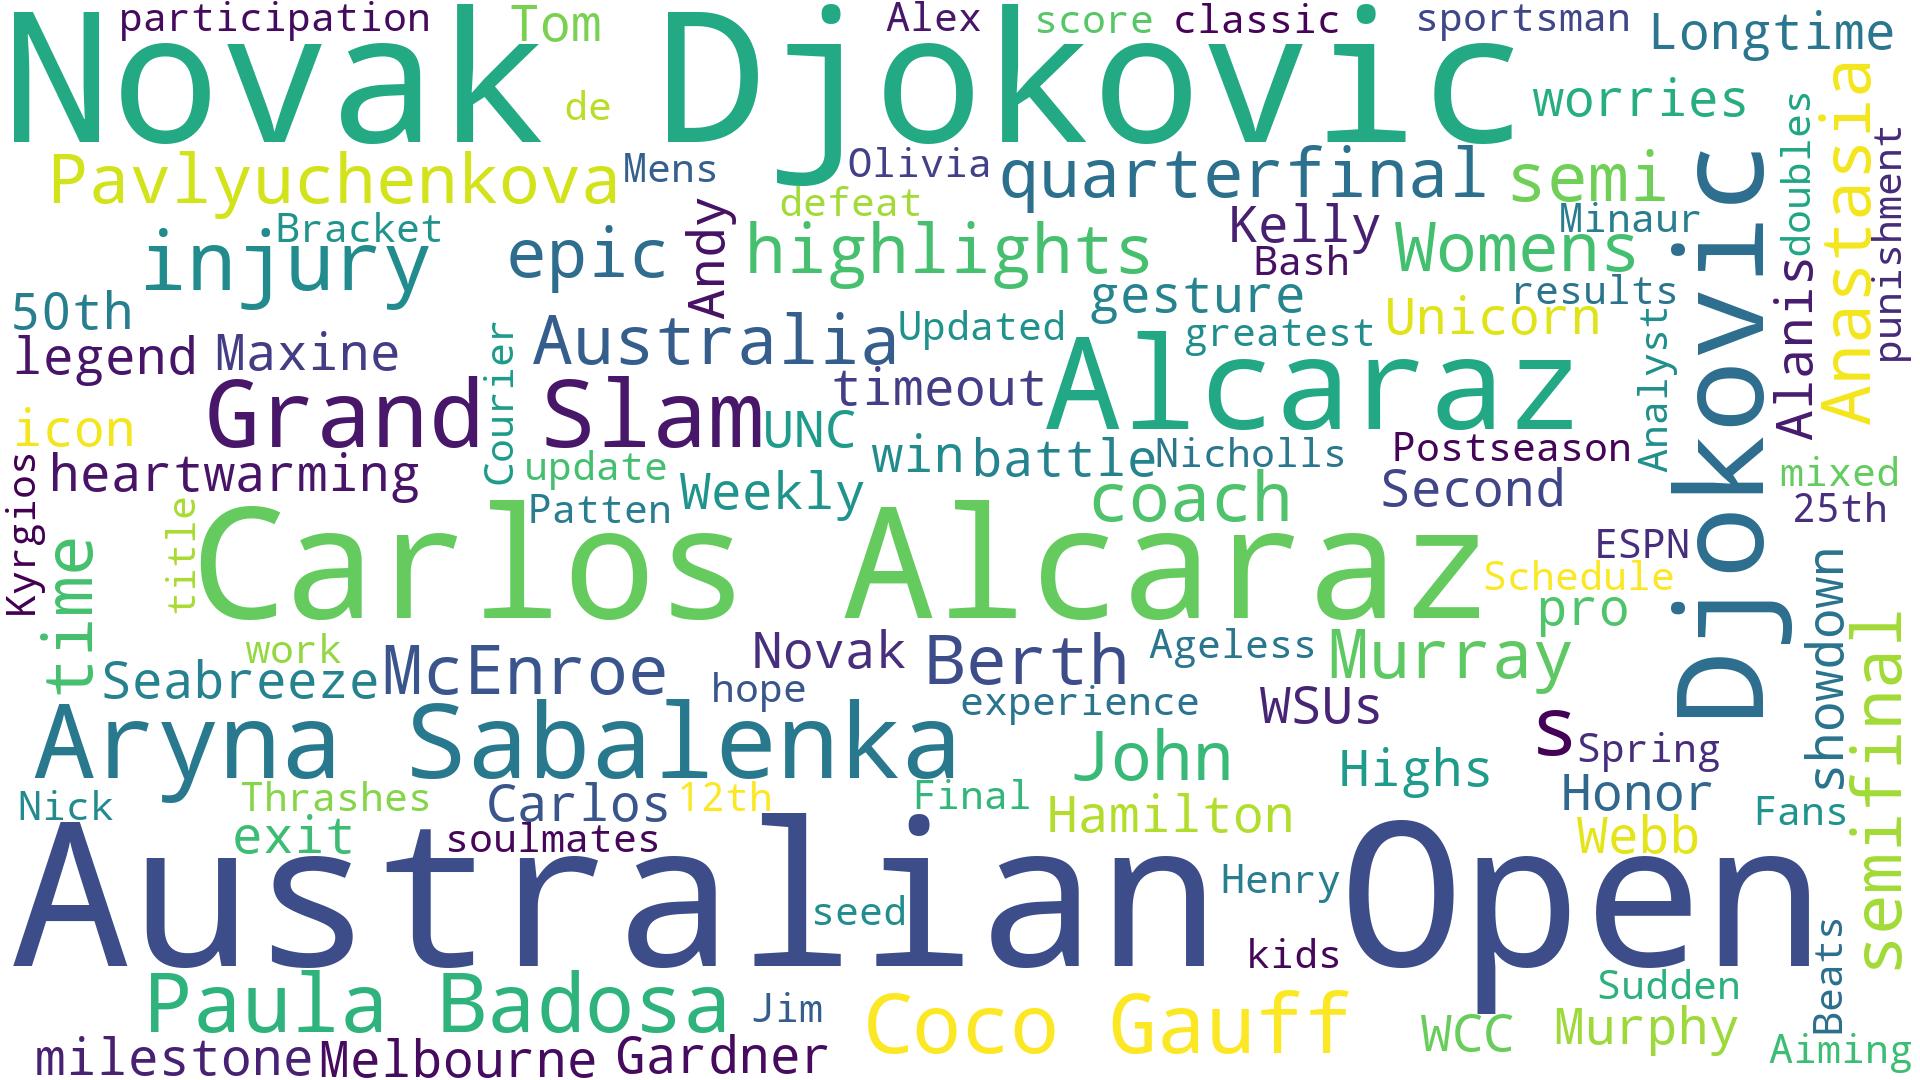 participation
Tom
Alex
score
classic
sportsman
Longtime
Novak Djokovic
de
worries
Pavlyuchenkova
Mens
Olivia
quarterfinal
semi
Djokovic
doubles
Anastasia
punishment
defeat
Bracket
injury
epic
Andy
highlights
Kelly
Bash
Womens
Minaur
Alanis
50th
gesture
results
Unicorn
legend
Maxine
Courier
Australia
Updated
greatest
Analyst
timeout
Alcaraz
Grand Slam
UNC
icon
Kyrgios
heartwarming
update
win
battle
Nicholls
Postseason
mixed
Weekly
coach
Second
25th
Patten
title
time
Carlos Alcaraz
ESPN
Schedule
pro
showdown
semifinal
work
Seabreeze
McEnroe
Novak
Berth
Ageless
Murray
hope
experience
WSUs
s
Spring
Aryna Sabalenka
John
Highs
Honor
Nick
Thrashes
Carlos
12th
Final
Hamilton
Fans
exit
soulmates
Webb
Australian Open
Henry
seed
kids
Beats
Paula Badosa
Jim
Coco Gauff
Sudden
WCC
Murphy
milestone
Melbourne
Gardner
Aiming